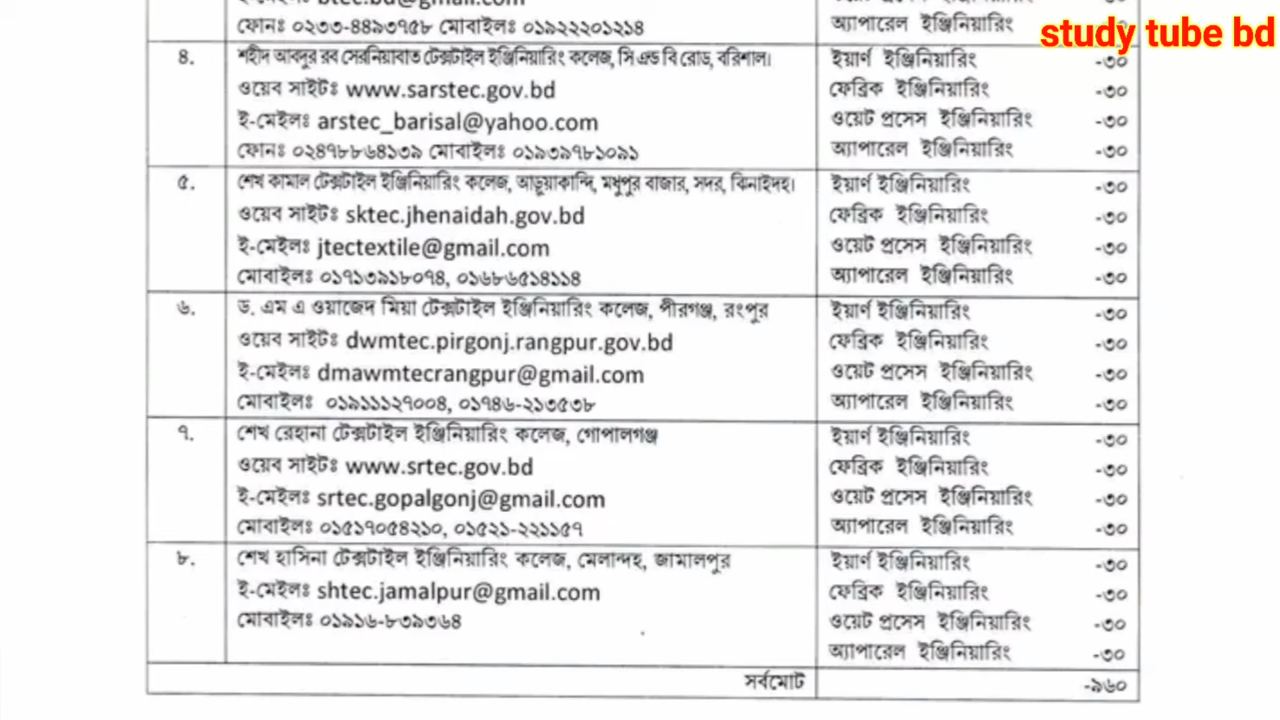 study tube bd
ফোনঃ ০২৩৩-৪৪৯৩৭৫৮ মোবাইলঃ ০১৯২২২০১২১৪
অ্যাপারেল ইঞ্জিনিয়ারিং
৪. শহীদ আবদুর রব সেরনিয়াবাত টেক্সটাইল ইঞ্জিনিয়ারিং কলেজ, সি এন্ড বি রোড, বরিশাল।
ওয়েব সাইটঃ www.sarstec.gov.bd
ই-মেইলঃ arstec_barisal@yahoo.com
ফোনঃ ০২৪৭৮৮৬৪১৩৯ মোবাইলঃ ০১৯৩৯৭৮১০৯১
ইয়ার্ণ ইঞ্জিনিয়ারিং -৩০
ফেব্রিক ইঞ্জিনিয়ারিং -৩০
ওয়েট প্রসেস ইঞ্জিনিয়ারিং -৩০
অ্যাপারেল ইঞ্জিনিয়ারিং -৩০
৫. শেখ কামাল টেক্সটাইল ইঞ্জিনিয়ারিং কলেজ, আড়ুয়াকান্দি, মধুপুর বাজার, সদর, ঝিনাইদহ।
ওয়েব সাইটঃ sktec.jhenaidah.gov.bd
ই-মেইলঃ jtectextile@gmail.com
মোবাইলঃ ০১৭১৩৯১৮০৭৪, ০১৬৮৬৫১৪১১৪
ইয়ার্ণ ইঞ্জিনিয়ারিং -৩০
ফেব্রিক ইঞ্জিনিয়ারিং -৩০
ওয়েট প্রসেস ইঞ্জিনিয়ারিং -৩০
অ্যাপারেল ইঞ্জিনিয়ারিং -৩০
৬. ড. এম এ ওয়াজেদ মিয়া টেক্সটাইল ইঞ্জিনিয়ারিং কলেজ, পীরগঞ্জ, রংপুর
ওয়েব সাইটঃ dwmtec.pirgonj.rangpur.gov.bd
ই-মেইলঃ dmawmtecrangpur@gmail.com
মোবাইলঃ ০১৯১১১২৭০০৪, ০১৭৪৬-২১৩৫৩৮
ইয়ার্ণ ইঞ্জিনিয়ারিং -৩০
ফেব্রিক ইঞ্জিনিয়ারিং -৩০
ওয়েট প্রসেস ইঞ্জিনিয়ারিং -৩০
অ্যাপারেল ইঞ্জিনিয়ারিং -৩০
৭. শেখ রেহানা টেক্সটাইল ইঞ্জিনিয়ারিং কলেজ, গোপালগঞ্জ
ওয়েব সাইটঃ www.srtec.gov.bd
ই-মেইলঃ srtec.gopalgonj@gmail.com
মোবাইলঃ ০১৫১৭০৫৪২১০, ০১৫২১-২২১১৫৭
ইয়ার্ণ ইঞ্জিনিয়ারিং -৩০
ফেব্রিক ইঞ্জিনিয়ারিং -৩০
ওয়েট প্রসেস ইঞ্জিনিয়ারিং -৩০
অ্যাপারেল ইঞ্জিনিয়ারিং -৩০
৮. শেখ হাসিনা টেক্সটাইল ইঞ্জিনিয়ারিং কলেজ, মেলান্দহ, জামালপুর
ই-মেইলঃ shtec.jamalpur@gmail.com
মোবাইলঃ ০১৯১৬-৮৩৯৩৬৪
ইয়ার্ণ ইঞ্জিনিয়ারিং -৩০
ফেব্রিক ইঞ্জিনিয়ারিং -৩০
ওয়েট প্রসেস ইঞ্জিনিয়ারিং -৩০
অ্যাপারেল ইঞ্জিনিয়ারিং -৩০
সর্বমোট -৯৬০